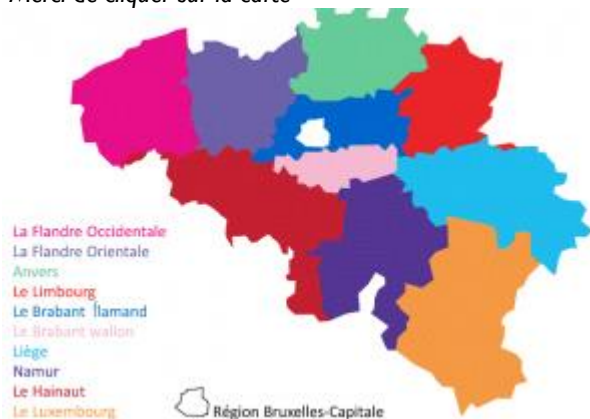 Merci de cliquer sur la carte
La Flandre Occidentale
La Flandre Orientale
Anvers
Le Limbourg
Le Brabant Îlamand
Le Brabant wallon
Liège
Namur
Le Hainaut
Le Luxembourg
Région Bruxelles-Capitale